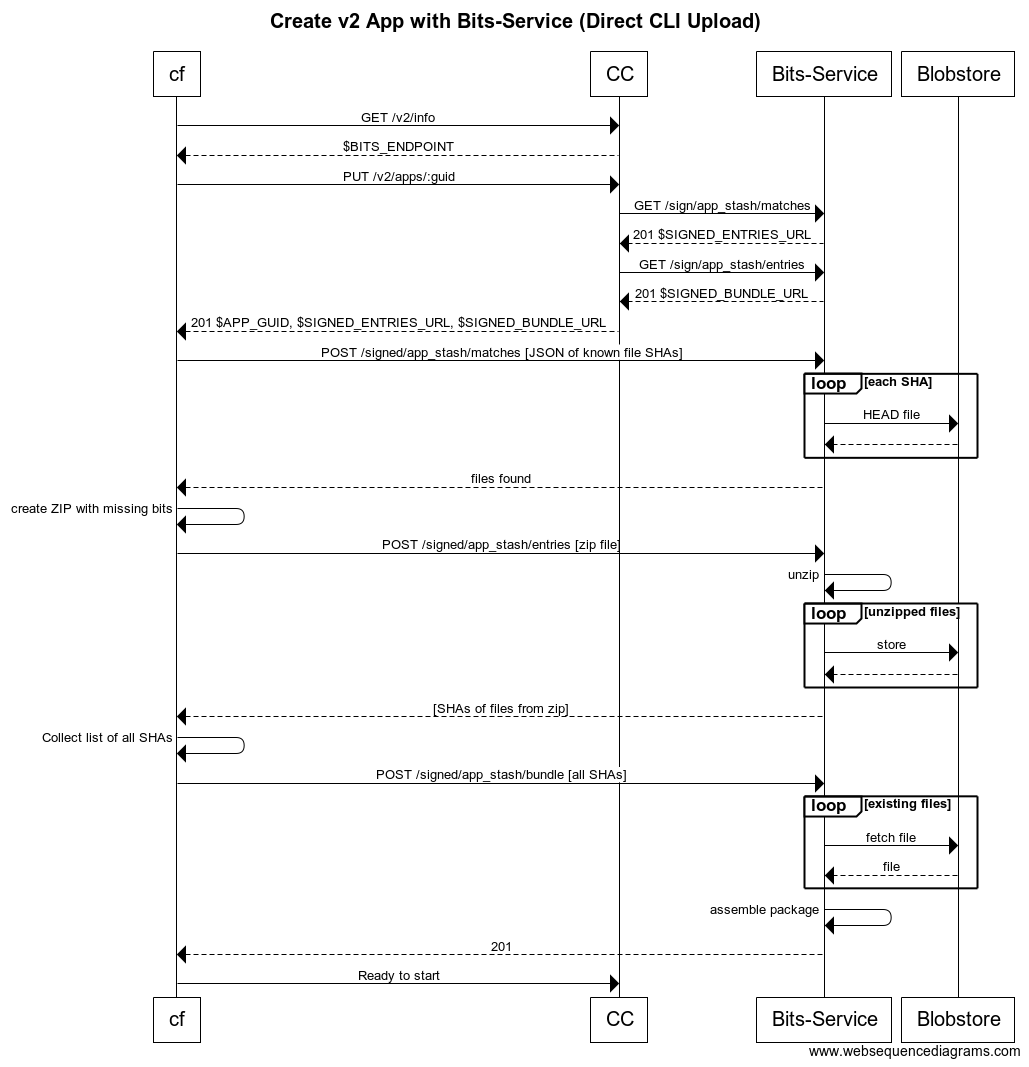 Create v2 App with Bits-Service (Direct CLI Upload)
cf
CC
Bits-Service
Blobstore
GET /v2/info
$BITS_ENDPOINT
PUT /v2/apps/:guid
GET /sign/app_stash/matches
201 $SIGNED_ENTRIES_URL
GET /sign/app_stash/entries
201 $SIGNED_BUNDLE_URL
201 $APP_GUID, $SIGNED_ENTRIES_URL, $SIGNED_BUNDLE_URL
POST /signed/app_stash/matches [JSON of known file SHAs]
loop [each SHA]
HEAD file
files found
create ZIP with missing bits
POST /signed/app_stash/entries [zip file]
unzip
loop [unzipped files]
store
[SHAs of files from zip]
Collect list of all SHAs
POST /signed/app_stash/bundle [all SHAs]
loop [existing files]
fetch file
file
assemble package
201
Ready to start
cf
CC
Bits-Service
Blobstore
www.websequencediagrams.com